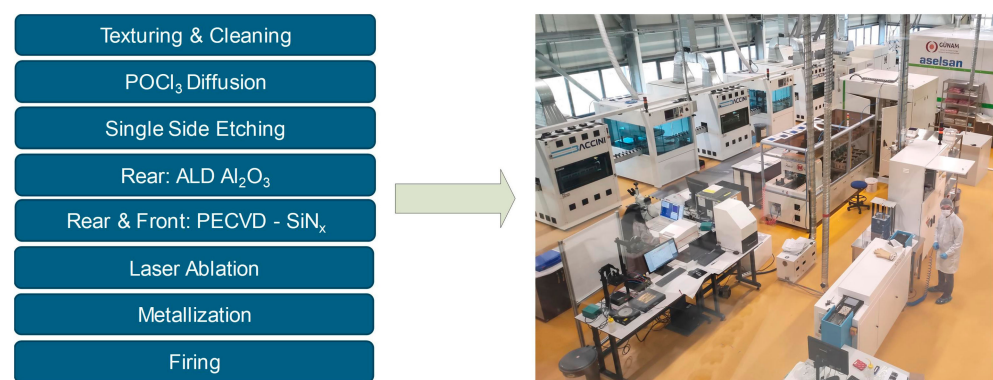 Texturing & Cleaning
POCl₃ Diffusion
Single Side Etching
Rear: ALD Al₂O₃
Rear & Front: PECVD - SiNₓ
Laser Ablation
Metallization
Firing
GÜNAM
aselsan
ACCINI
ACCINI